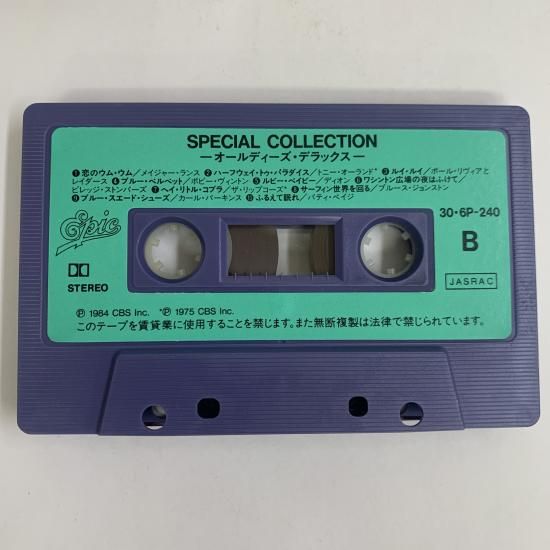 SPECIAL COLLECTION
—オールディーズ・デラックス—
❶恋のウム・ウム/メイジャー・ランス ❷ハーフウェイ・トゥ・パラダイス/トニー・オーランド* ❸ルイ・ルイ/ポール・リヴィアと
レイダース ❹ブルー・ベルベット/ボビー・ヴィントン ❺ルビー・ベイビー/ディオン ❻ワシントン広場の夜はふけて/
ビレッジ・ストンパーズ ❼ヘイ・リトル・コブラ/ザ・リップコーズ* ❽サーフィン世界を回る/ブルース・ジョンストン
❾ブルー・スエード・シューズ/カール・パーキンス ❿ふるえて眠れ/パティ・ペイジ
Epic
30・6P-240
B
STEREO
JASRAC
Ⓟ 1984 CBS Inc. *Ⓟ 1975 CBS Inc.
このテープを賃貸業に使用することを禁じます。また無断複製は法律で禁じられています。